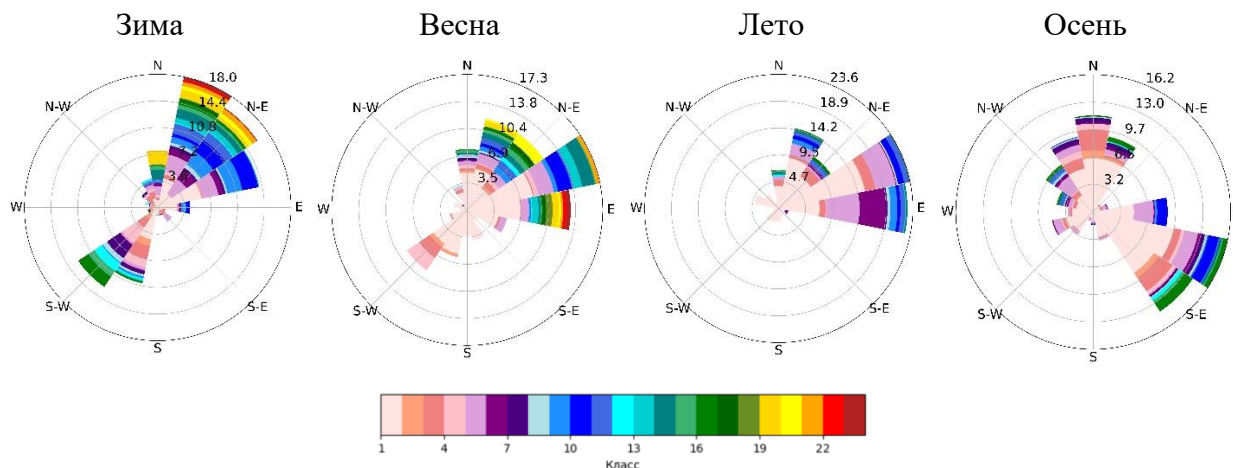 Зима Весна Лето Осень
N N N N
18.0 17.3 23.6 16.2
N-W 14.4 N-E N-W 13.8 N-E N-W 18.9 N-E N-W 13.0 N-E
10.8 10.4 14.2 9.7
6.9 9.5 6.5
3.5 4.7 3.2
W E W E W E W E
S-W S-E S-W S-E S-W S-E S-W S-E
S S S S
1 4 7 10 13 16 19 22
Класс